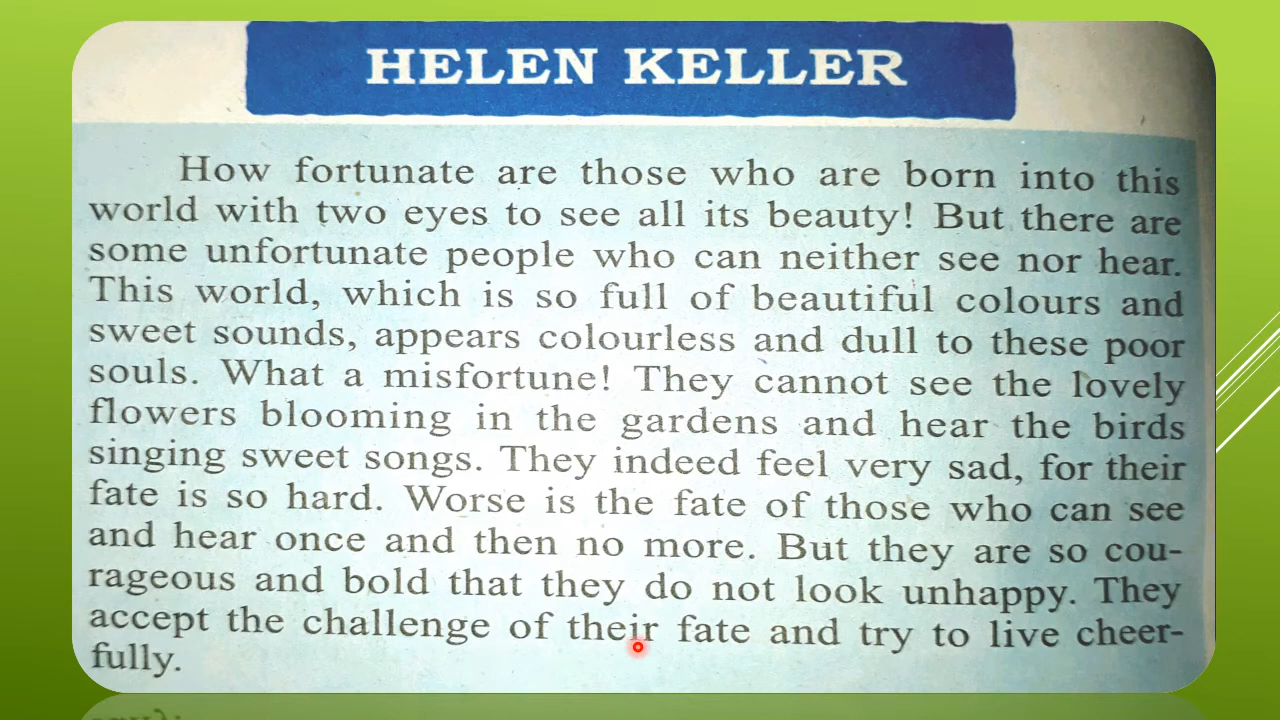 HELEN KELLER
How fortunate are those who are born into this
world with two eyes to see all its beauty! But there are
some unfortunate people who can neither see nor hear.
This world, which is so full of beautiful colours and
sweet sounds, appears colourless and dull to these poor
souls. What a misfortune! They cannot see the lovely
flowers blooming in the gardens and hear the birds
singing sweet songs. They indeed feel very sad, for their
fate is so hard. Worse is the fate of those who can see
and hear once and then no more. But they are so cou-
rageous and bold that they do not look unhappy. They
accept the challenge of their fate and try to live cheer-
fully.